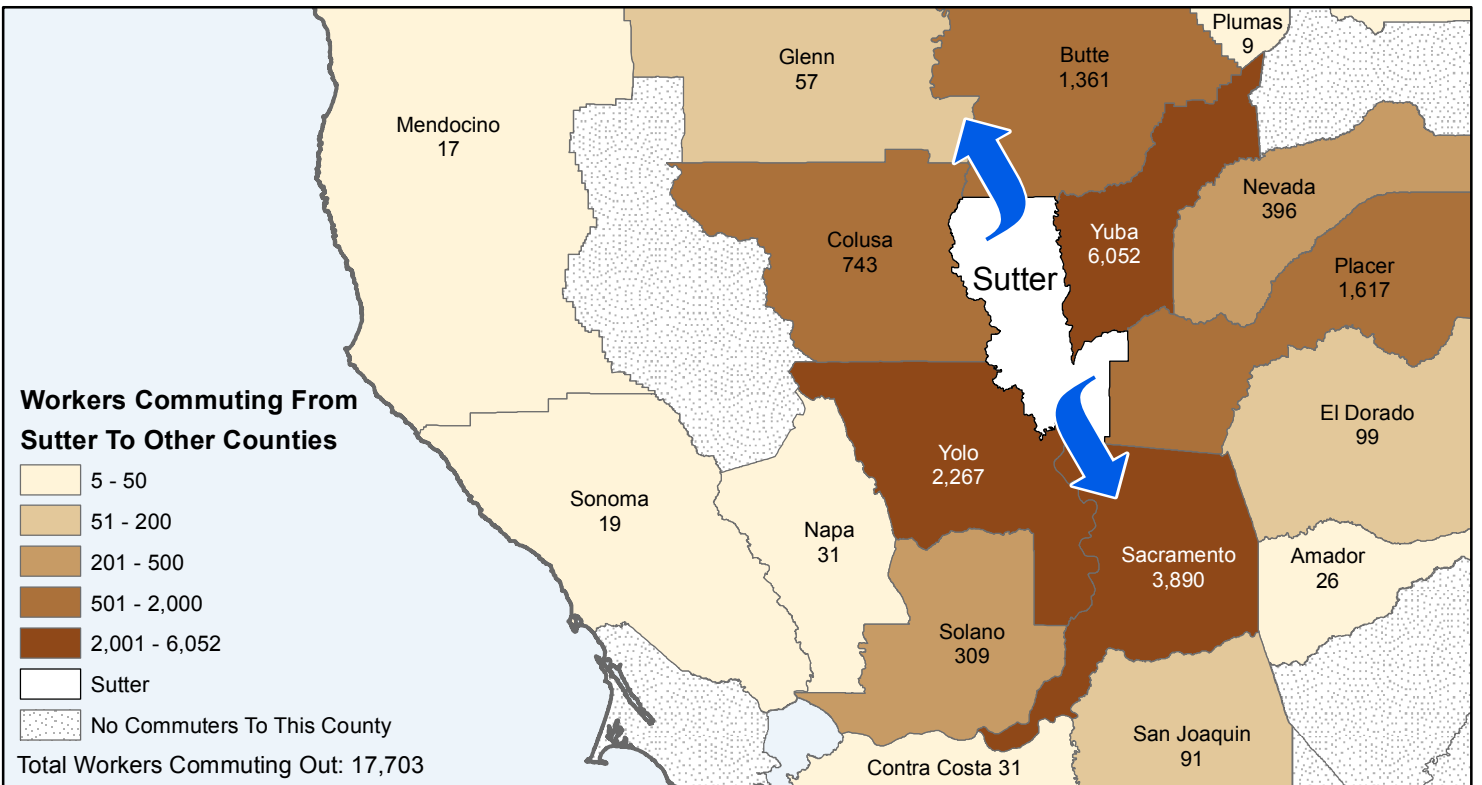 Plumas
9
Glenn
57
Butte
1,361
Mendocino
17
Nevada
396
Colusa
743
Yuba
6,052
Sutter
Placer
1,617
El Dorado
99
Yolo
2,267
Sonoma
19
Napa
31
Sacramento
3,890
Amador
26
Solano
309
San Joaquin
91
Contra Costa 31
Workers Commuting From
Sutter To Other Counties
5 - 50
51 - 200
201 - 500
501 - 2,000
2,001 - 6,052
Sutter
No Commuters To This County
Total Workers Commuting Out: 17,703